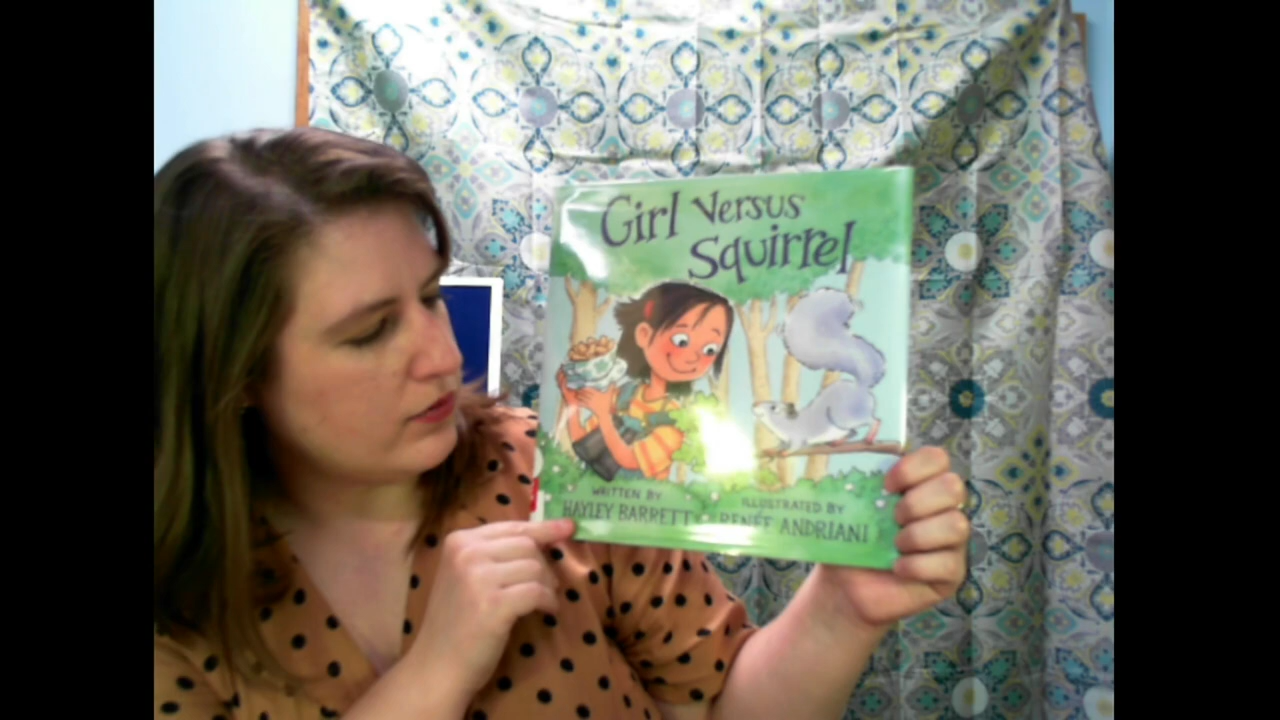 Girl Versus
Squirrel
WRITTEN BY
HAYLEY BARRETT
ILLUSTRATED BY
RENÉE ANDRIANI